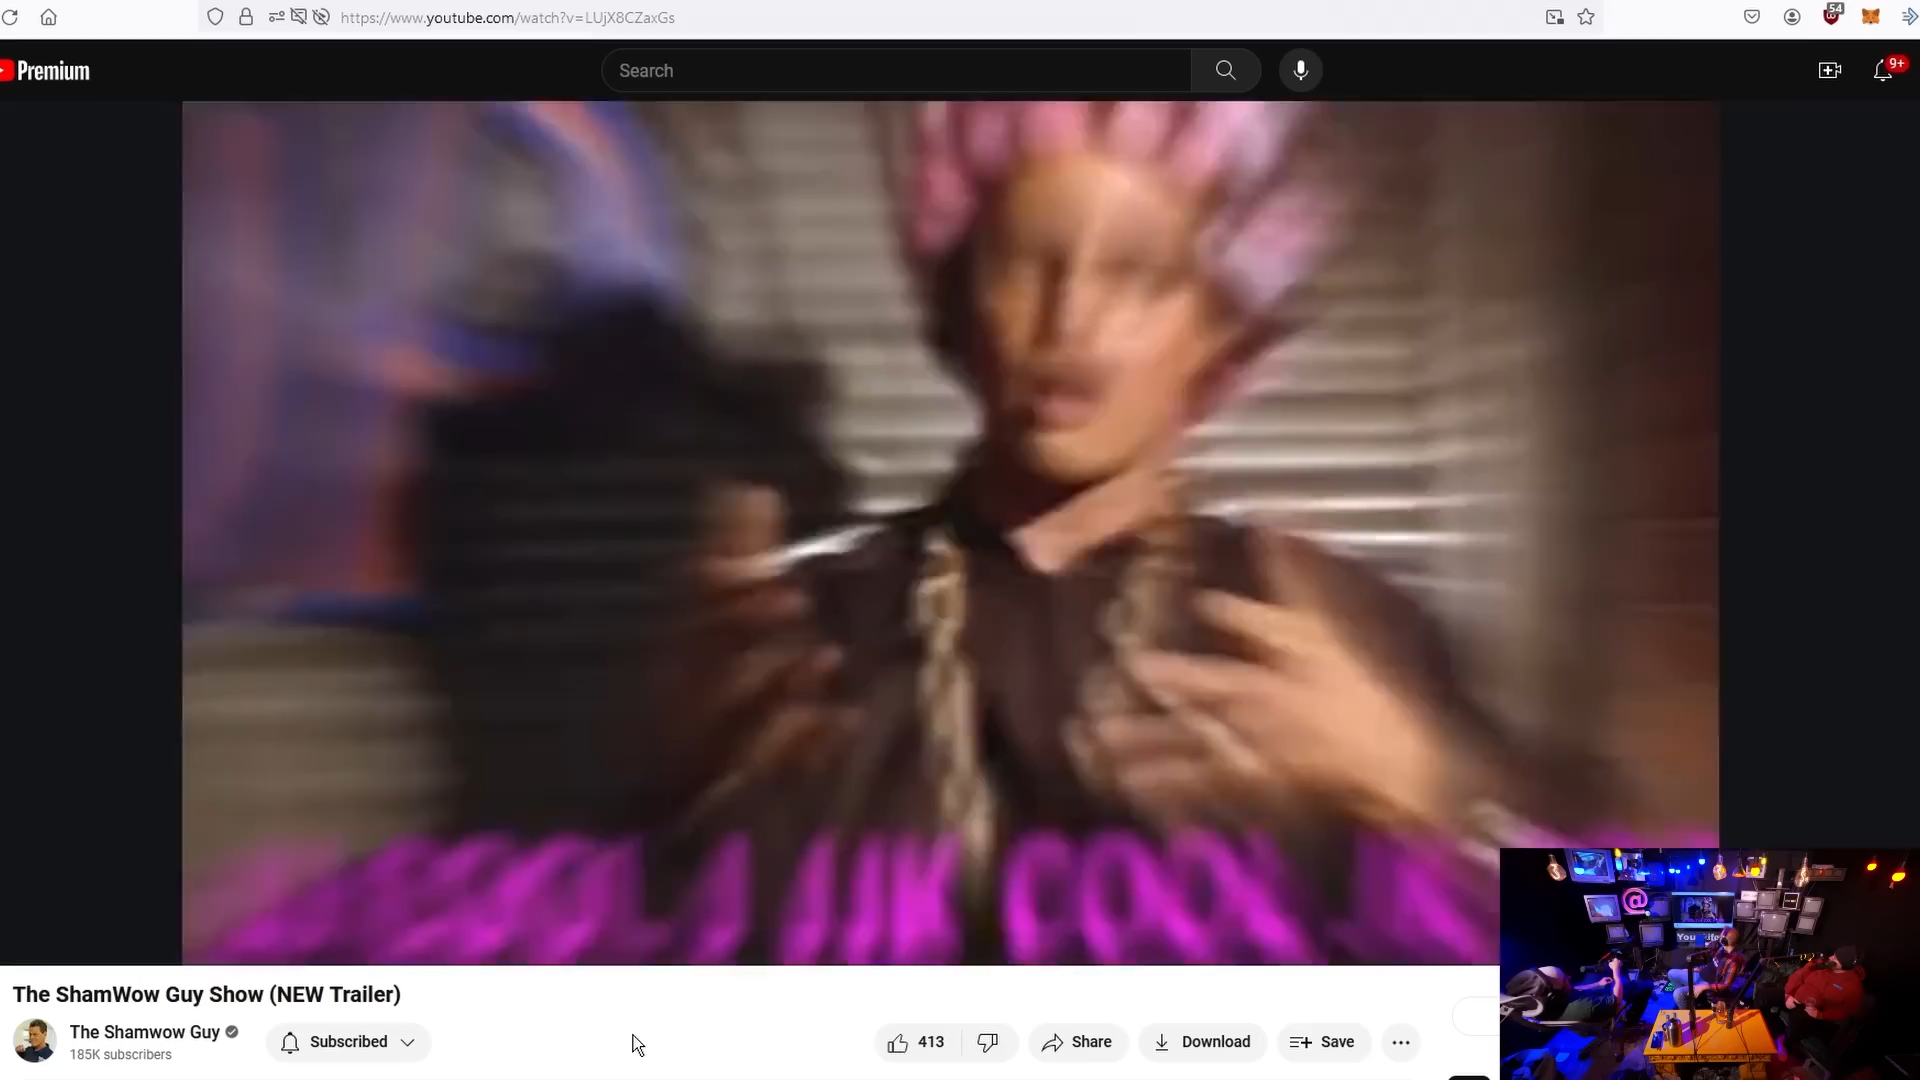 https://www.youtube.com/watch?v=LUjX8CZaxGs
54
Premium
Search
9+
The ShamWow Guy Show (NEW Trailer)
The Shamwow Guy
185K subscribers
Subscribed
413
Share
Download
Save
@